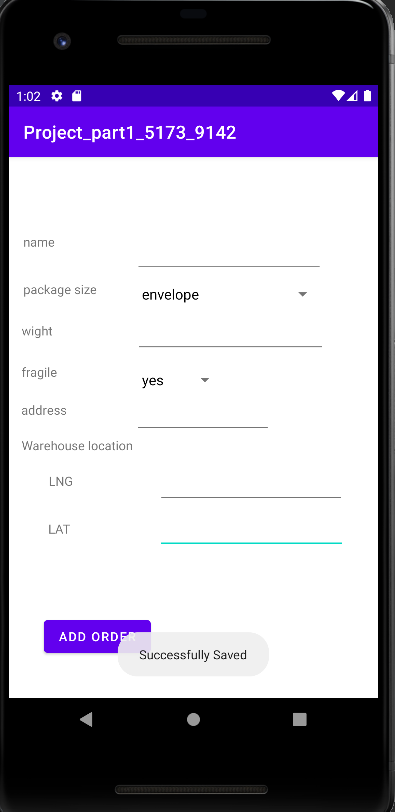 1:02
Project_part1_5173_9142
name
package size envelope
wight
fragile yes
address
Warehouse location
LNG
LAT
ADD ORDER
Successfully Saved